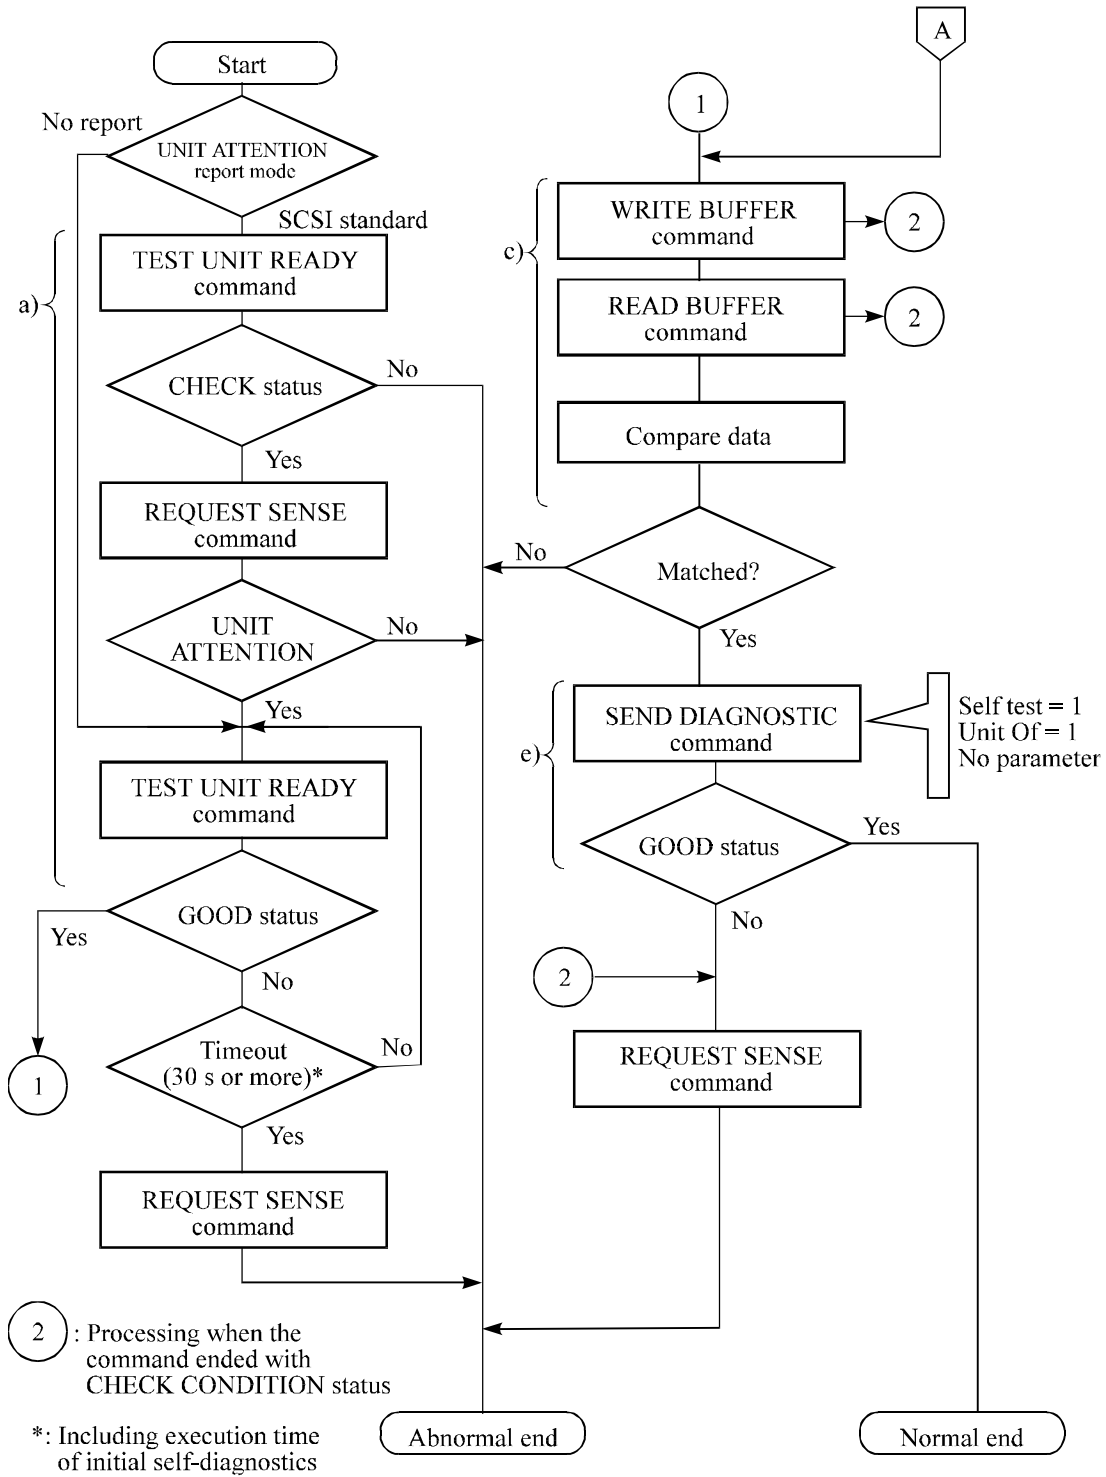 Start
No report
UNIT ATTENTION
report mode
SCSI standard
a)
TEST UNIT READY
command
CHECK status
No
Yes
REQUEST SENSE
command
UNIT
ATTENTION
No
Yes
TEST UNIT READY
command
GOOD status
Yes
No
1
Timeout
(30 s or more)*
No
Yes
REQUEST SENSE
command
2
: Processing when the
command ended with
CHECK CONDITION status
*: Including execution time
of initial self-diagnostics
A
1
c)
WRITE BUFFER
command
2
READ BUFFER
command
2
Compare data
Matched?
No
Yes
e)
SEND DIAGNOSTIC
command
Self test = 1
Unit Of = 1
No parameter
GOOD status
Yes
No
2
REQUEST SENSE
command
Abnormal end
Normal end